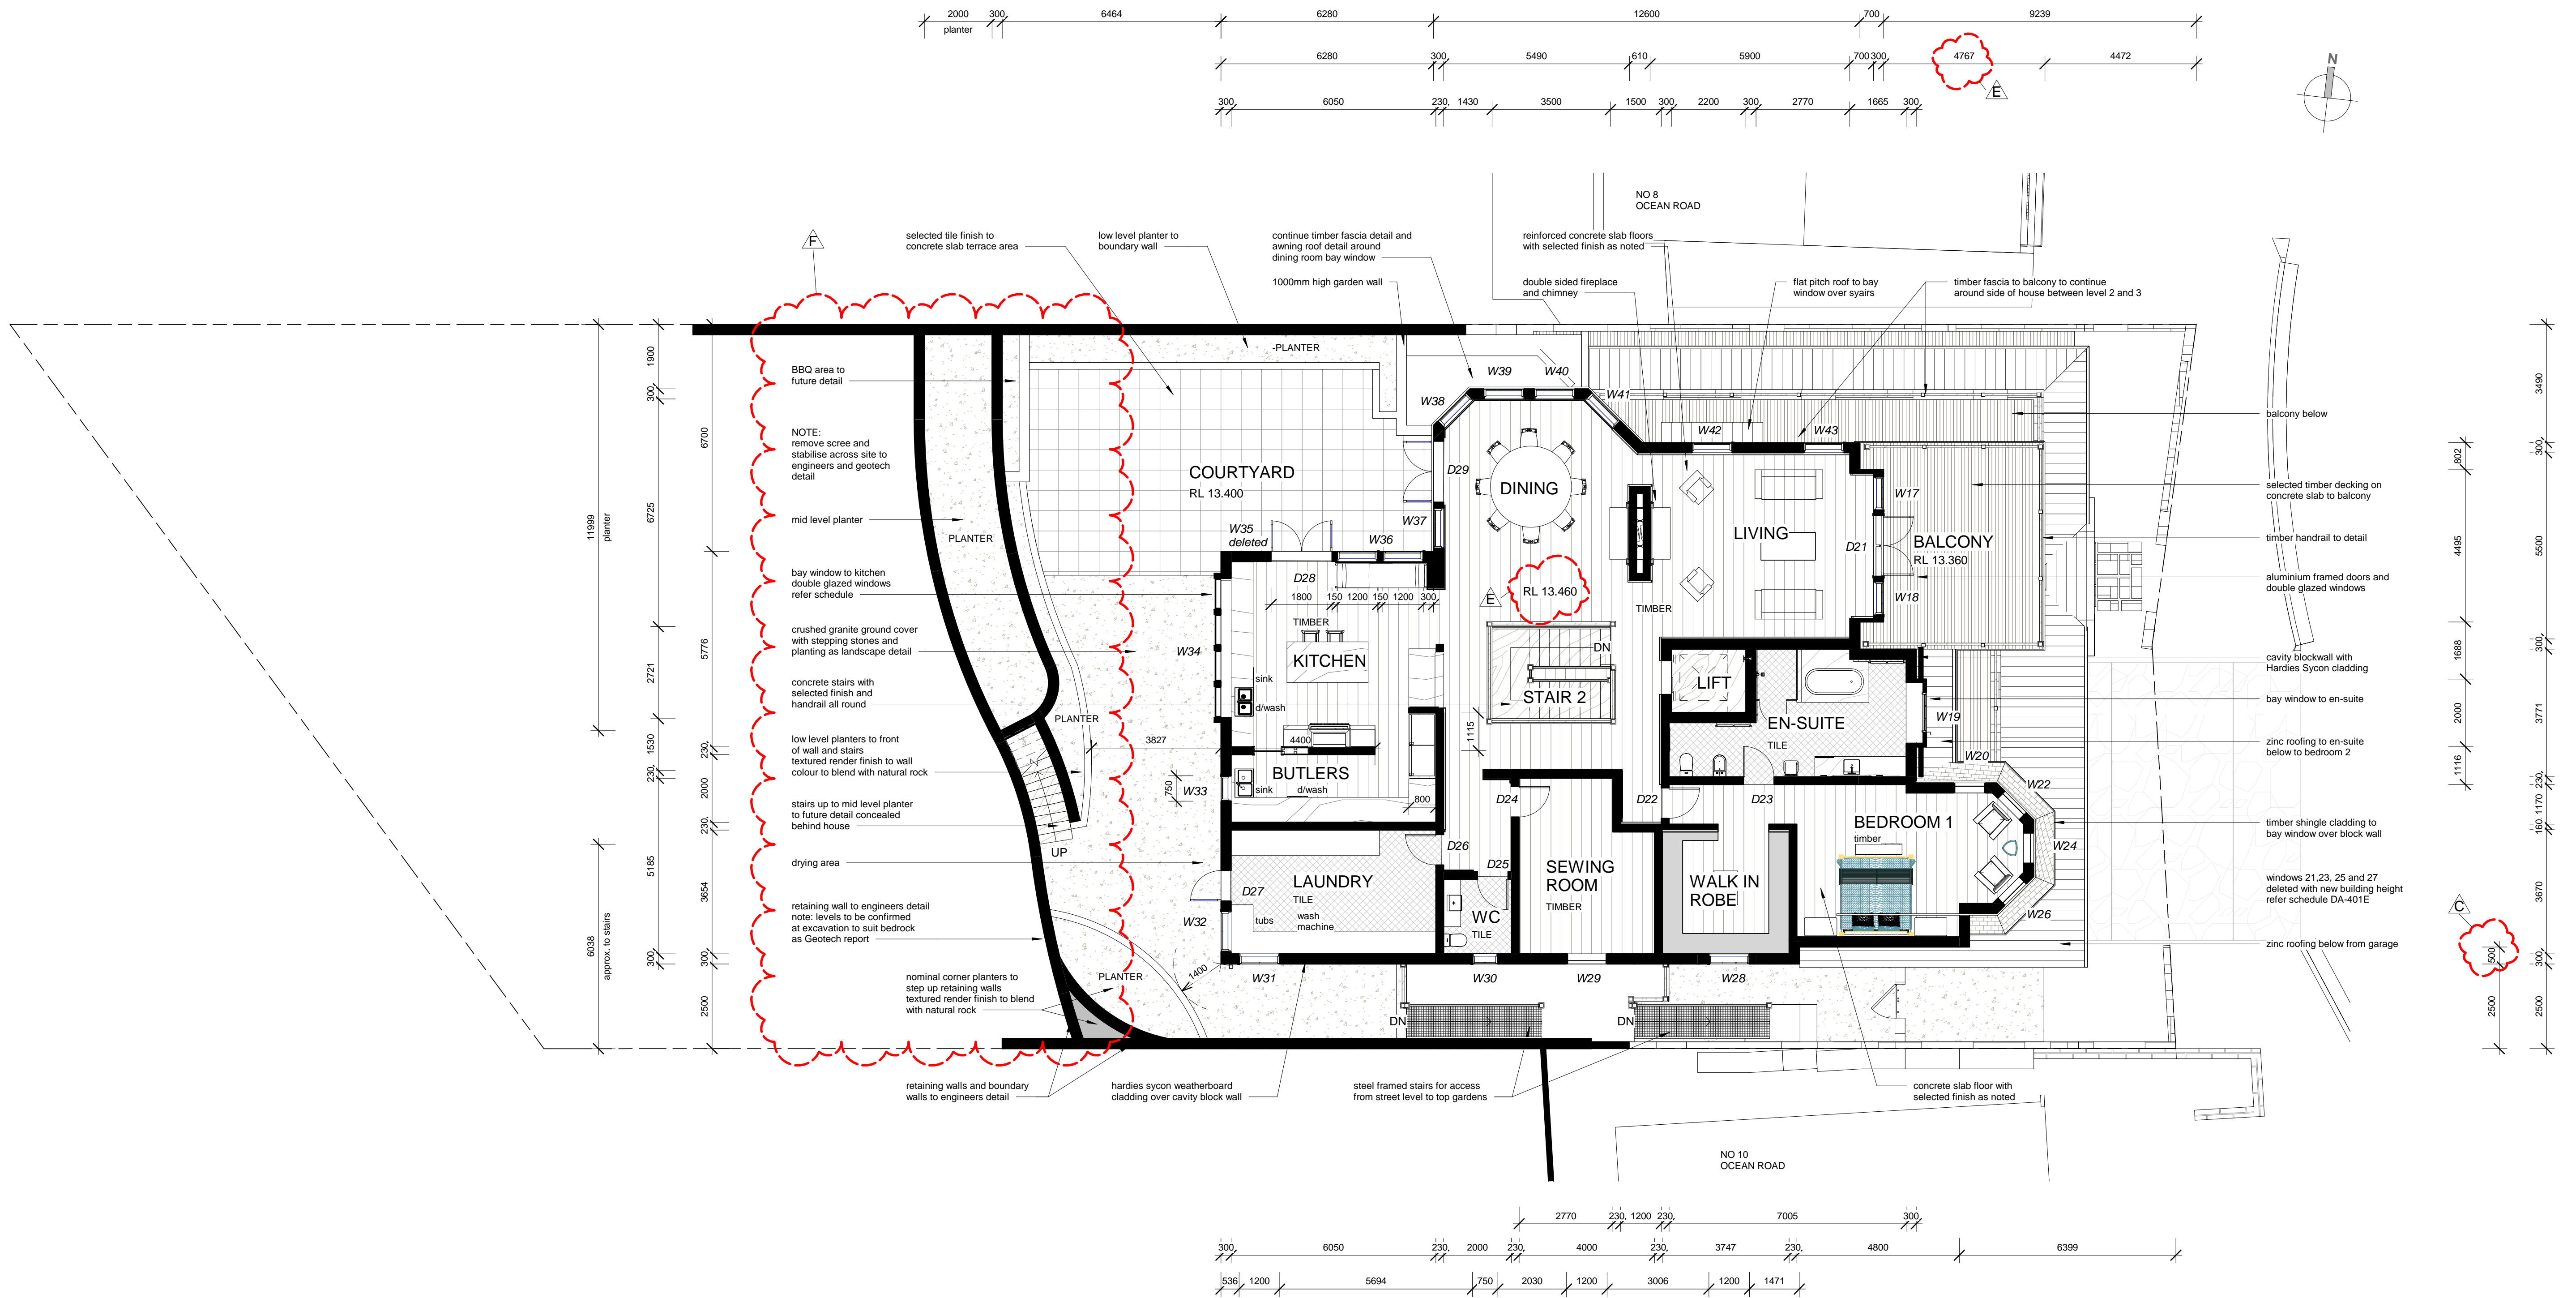 2000
300
6464
6280
12600
700
9239
planter
6280
300
5490
610
5900
700
300
4767
4472
E
N
300
6050
230
1430
3500
1500
300
2200
300
2770
1665
300
NO 8
OCEAN ROAD
F
selected tile finish to
concrete slab terrace area
low level planter to
boundary wall
continue timber fascia detail and
awning roof detail around
dining room bay window
1000mm high garden wall
reinforced concrete slab floors
with selected finish as noted
double sided fireplace
and chimney
flat pitch roof to bay
window over syairs
timber fascia to balcony to continue
around side of house between level 2 and 3
BBQ area to
future detail
NOTE:
remove scree and
stabilise across site to
engineers and geotech
detail
mid level planter
bay window to kitchen
double glazed windows
refer schedule
crushed granite ground cover
with stepping stones and
planting as landscape detail
concrete stairs with
selected finish and
handrail all round
low level planters to front
of wall and stairs
textured render finish to wall
colour to blend with natural rock
stairs up to mid level planter
to future detail concealed
behind house
drying area
retaining wall to engineers detail
note: levels to be confirmed
at excavation to suit bedrock
as Geotech report
nominal corner planters to
step up retaining walls
textured render finish to blend
with natural rock
retaining walls and boundary
walls to engineers detail
hardies sycon weatherboard
cladding over cavity block wall
steel framed stairs for access
from street level to top gardens
concrete slab floor with
selected finish as noted
NO 10
OCEAN ROAD
11999
planter
6038
approx. to stairs
1900
300
6725
2721
1530
230
5185
300
6700
5776
230
2000
230
3654
300
2500
-PLANTER
PLANTER
PLANTER
PLANTER
UP
COURTYARD
RL 13.400
W35
deleted
W36
W37
W38
W39
W40
W41
W42
W43
D29
DINING
E
RL 13.460
LIVING
TIMBER
W17
D21
W18
BALCONY
RL 13.360
D28
1800
150
1200
150
1200
300
TIMBER
KITCHEN
sink
d/wash
W34
3827
4400
1115
BUTLERS
sink
d/wash
800
750
W33
DN
STAIR 2
LIFT
EN-SUITE
TILE
W19
W20
W22
W24
W26
D22
D23
D24
D25
D26
D27
BEDROOM 1
timber
LAUNDRY
TILE
tubs
wash
machine
W32
WC
TILE
SEWING
ROOM
TIMBER
WALK IN
ROBE
1400
W31
W30
W29
W28
DN
DN
balcony below
selected timber decking on
concrete slab to balcony
timber handrail to detail
aluminium framed doors and
double glazed windows
cavity blockwall with
Hardies Sycon cladding
bay window to en-suite
zinc roofing to en-suite
below to bedroom 2
timber shingle cladding to
bay window over block wall
windows 21,23, 25 and 27
deleted with new building height
refer schedule DA-401E
zinc roofing below from garage
C
802
4495
1688
2000
1116
500
2500
3490
300
5500
300
3771
230
1170
160
3670
300
2500
2770
230
1200
230
7005
300
300
6050
230
2000
230
4000
230
3747
230
4800
6399
536
1200
5694
750
2030
1200
3006
1200
1471